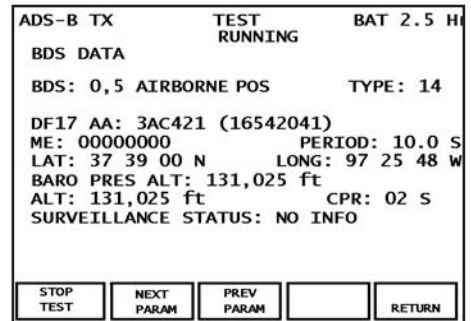 ADS-B TX TEST BAT 2.5 H
RUNNING
BDS DATA
BDS: 0,5 AIRBORNE POS TYPE: 14
DF17 AA: 3AC421 (16542041)
ME: 00000000 PERIOD: 10.0 S
LAT: 37 39 00 N LONG: 97 25 48 W
BARO PRES ALT: 131,025 ft
ALT: 131,025 ft CPR: 02 S
SURVEILLANCE STATUS: NO INFO
STOP TEST
NEXT PARAM
PREV PARAM
RETURN